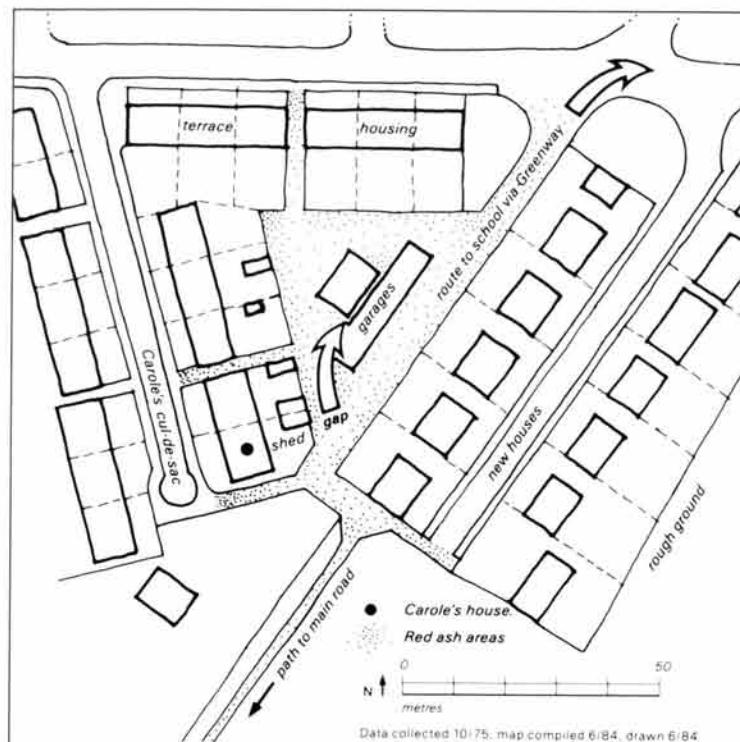 terrace
housing
route to school via Greenway
garages
Carole's cul·de·sac
gap
shed
new houses
rough ground
path to main road
Carole's house.
Red ash areas
0
50
N
metres
Data collected 10/75, map compiled 6/84, drawn 6/84